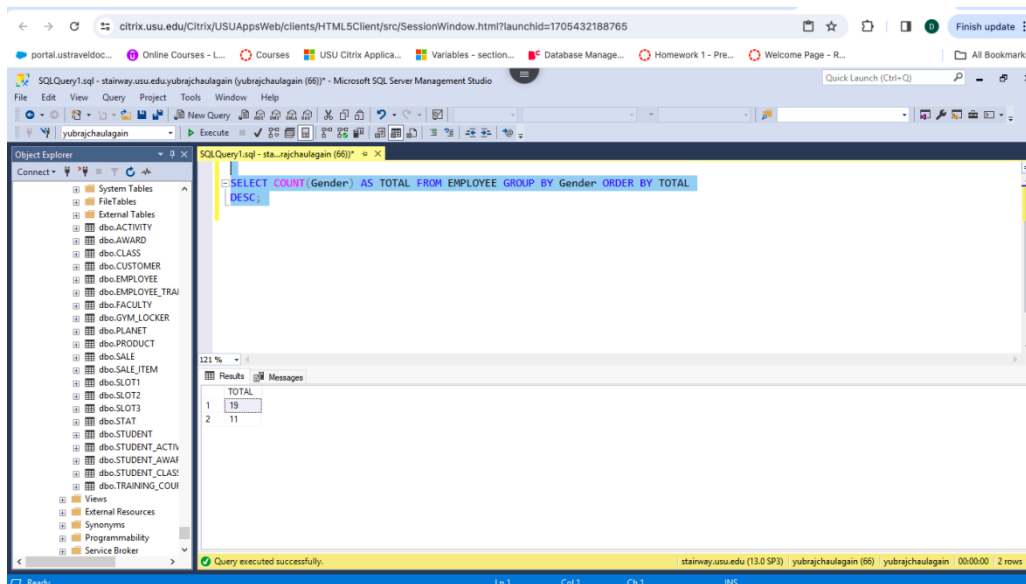 citrix.usu.edu/Citrix/USUAppsWeb/clients/HTML5Client/src/SessionWindow.html?launchid=1705432188765
D
Finish update
portal.ustraveldoc...
Online Courses - L...
Courses
USU Citrix Applica...
Variables - section...
Database Manage...
Homework 1 - Pre...
Welcome Page - R...
All Bookmark
SQLQuery1.sql - stairway.usu.edu.yubrajchaulagain (yubrajchaulagain (66))* - Microsoft SQL Server Management Studio
Quick Launch (Ctrl+Q)
File Edit View Query Project Tools Window Help
New Query
yubrajchaulagain
Execute
Object Explorer
SQLQuery1.sql - sta...rajchaulagain (66))*
Connect
System Tables
FileTables
External Tables
dbo.ACTIVITY
dbo.AWARD
dbo.CLASS
dbo.CUSTOMER
dbo.EMPLOYEE
dbo.EMPLOYEE_TRAI
dbo.FACULTY
dbo.GYM_LOCKER
dbo.PLANET
dbo.PRODUCT
dbo.SALE
dbo.SALE_ITEM
dbo.SLOT1
dbo.SLOT2
dbo.SLOT3
dbo.STAT
dbo.STUDENT
dbo.STUDENT_ACTIV
dbo.STUDENT_AWAR
dbo.STUDENT_CLASS
dbo.TRAINING_COUR
Views
External Resources
Synonyms
Programmability
Service Broker
SELECT COUNT(Gender) AS TOTAL FROM EMPLOYEE GROUP BY Gender ORDER BY TOTAL
DESC;
121 %
Results Messages
TOTAL
1 19
2 11
Query executed successfully.
stairway.usu.edu (13.0 SP3) yubrajchaulagain (66) yubrajchaulagain 00:00:00 2 rows
Ready
Ln 1 Col 1 Ch 1 INS